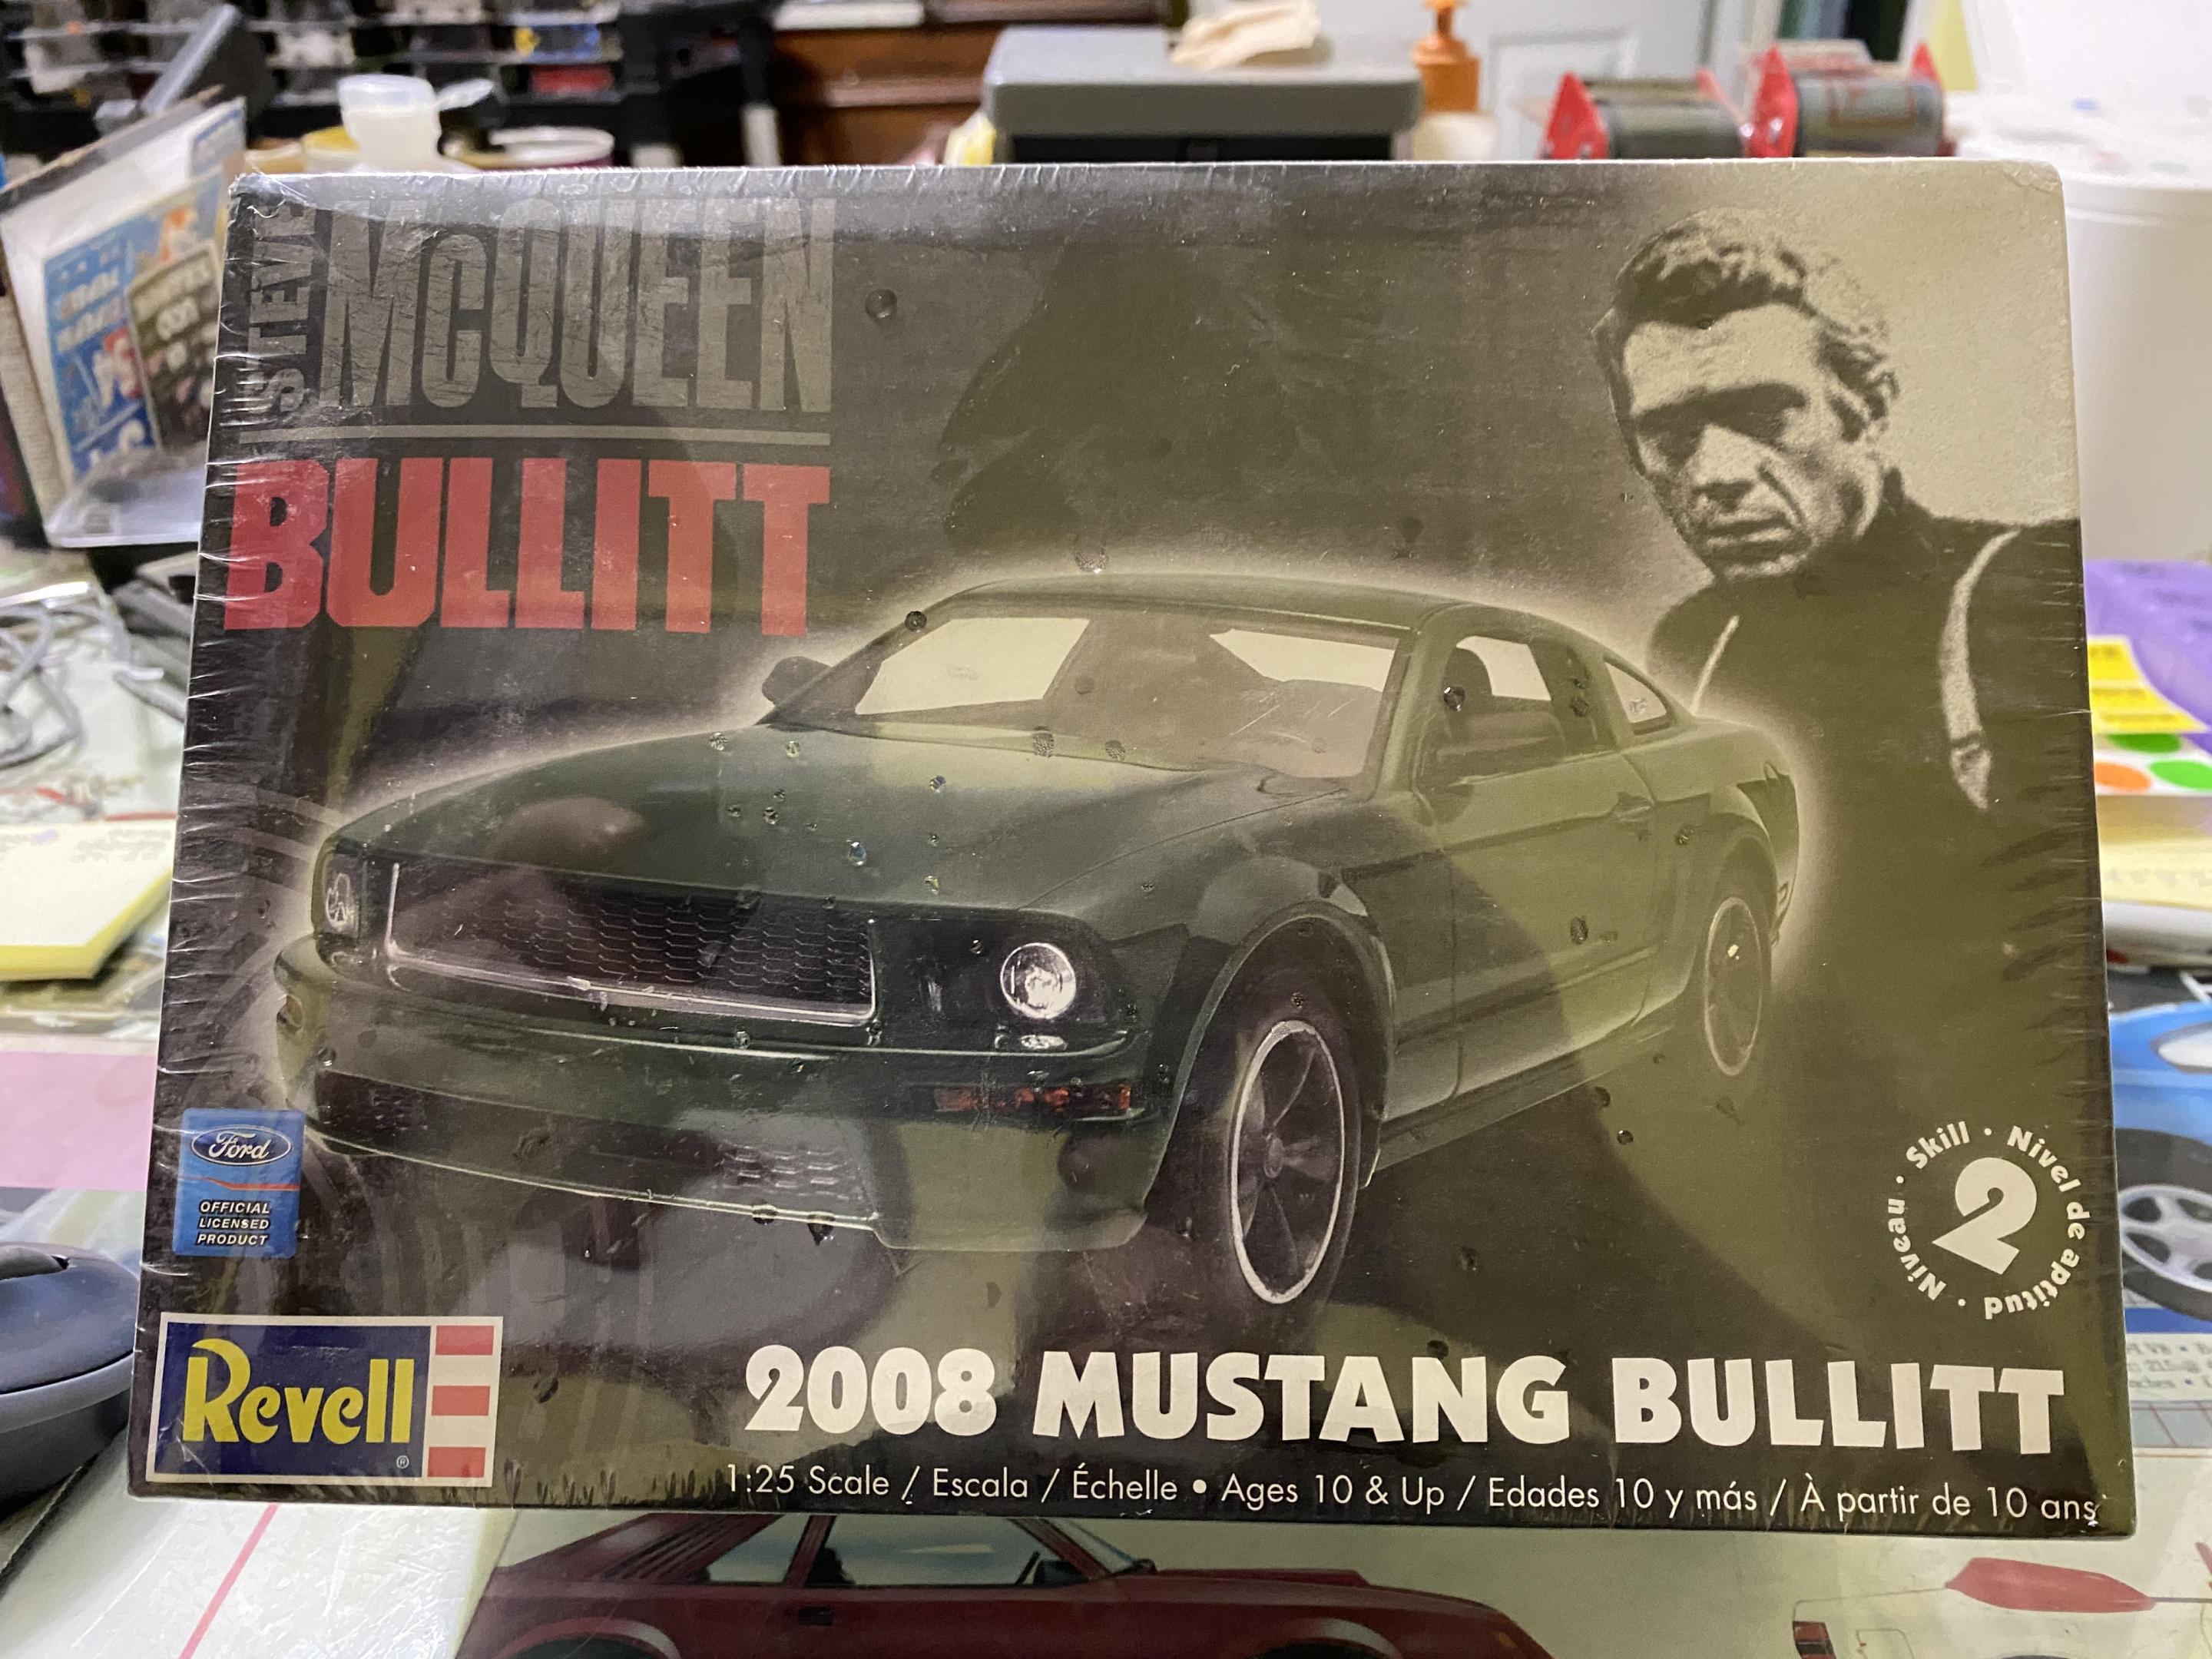 STEVE
McQUEEN
BULLITT
Ford
OFFICIAL
LICENSED
PRODUCT
Skill • Nivel de aptitud • Niveau •
2
Revell®
2008 MUSTANG BULLITT
1:25 Scale / Escala / Échelle • Ages 10 & Up / Edades 10 y más / À partir de 10 ans